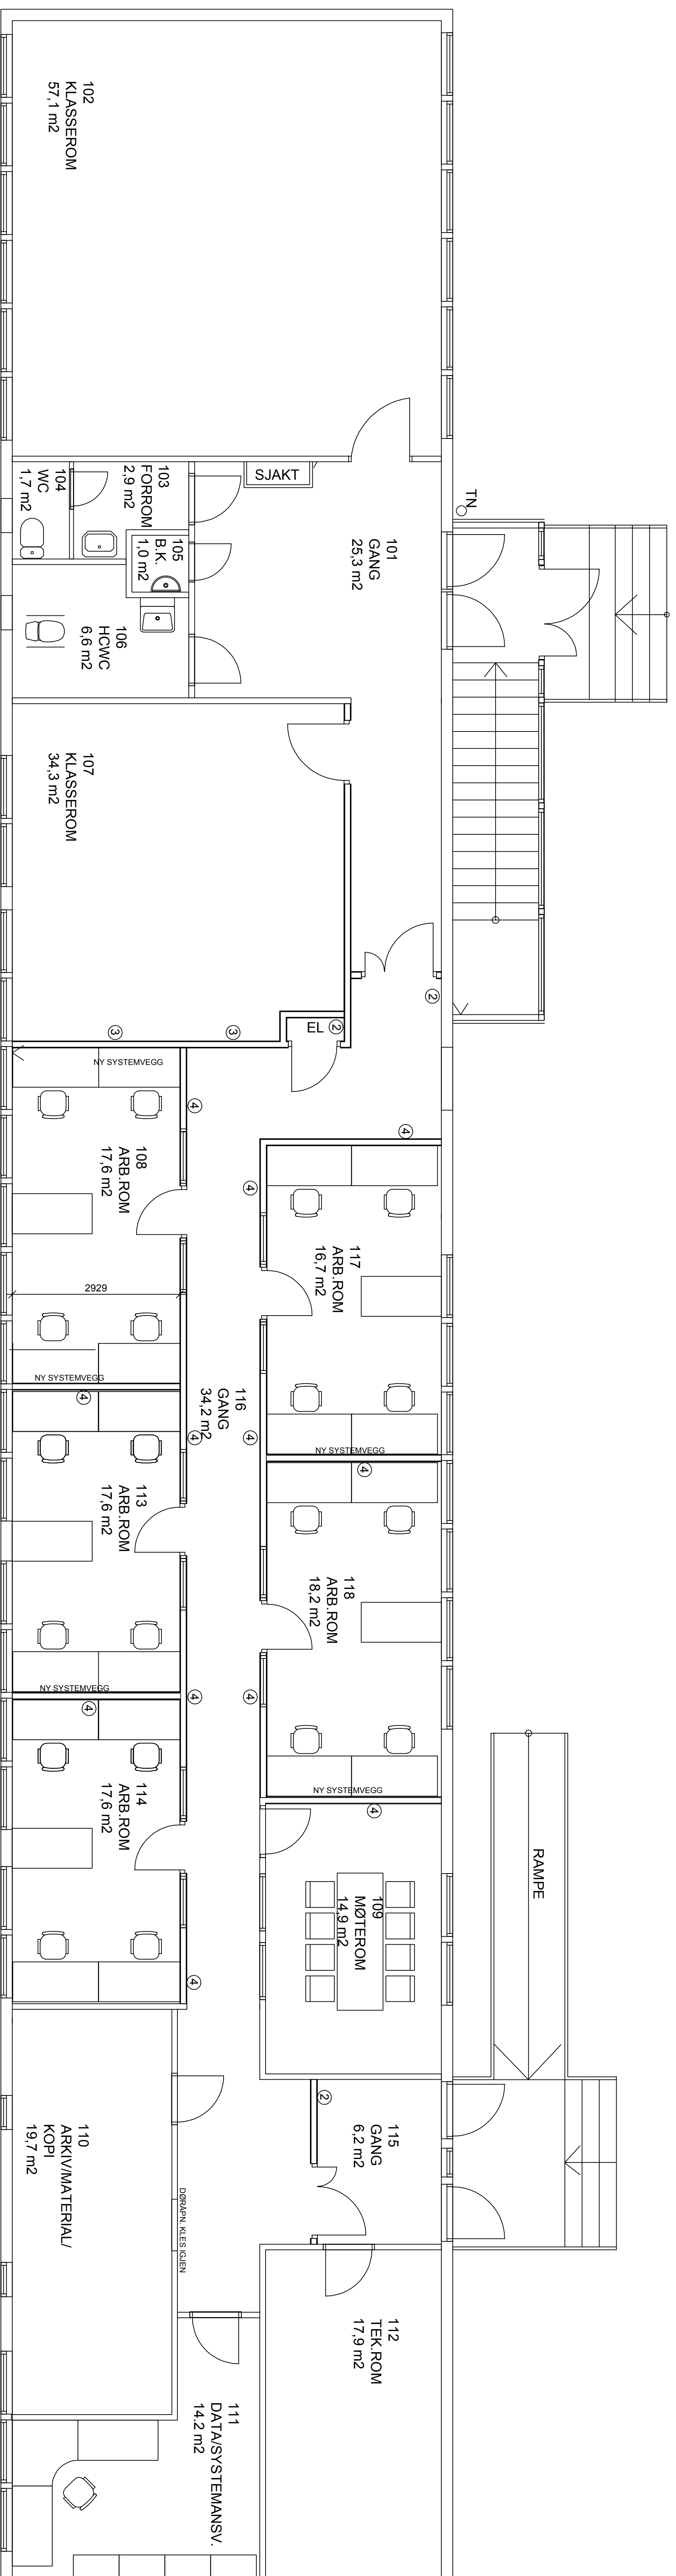 102
KLASSEROM
57,1 m2
TN
SJAKT
104
WC
1,7 m2
103
FORROM
2,9 m2
105
B.K.
1,0 m2
101
GANG
25,3 m2
106
HCWC
6,6 m2
107
KLASSEROM
34,3 m2
2
EL
2
3
3
NY SYSTEMVEGG
4
4
4
108
ARB.ROM
17,6 m2
117
ARB.ROM
16,7 m2
2929
NY SYSTEMVEGG
4
116
GANG
34,2 m2
4
4
NY SYSTEMVEGG
4
113
ARB.ROM
17,6 m2
118
ARB.ROM
18,2 m2
NY SYSTEMVEGG
4
4
4
NY SYSTEMVEGG
4
114
ARB.ROM
17,6 m2
109
MØTEROM
14,9 m2
RAMPE
4
2
115
GANG
6,2 m2
110
ARKIV/MATERIAL/
KOPI
19,7 m2
DØRÅPN. KLES IGJEN
112
TEK.ROM
17,9 m2
111
DATA/SYSTEMANSV.
14.2 m2